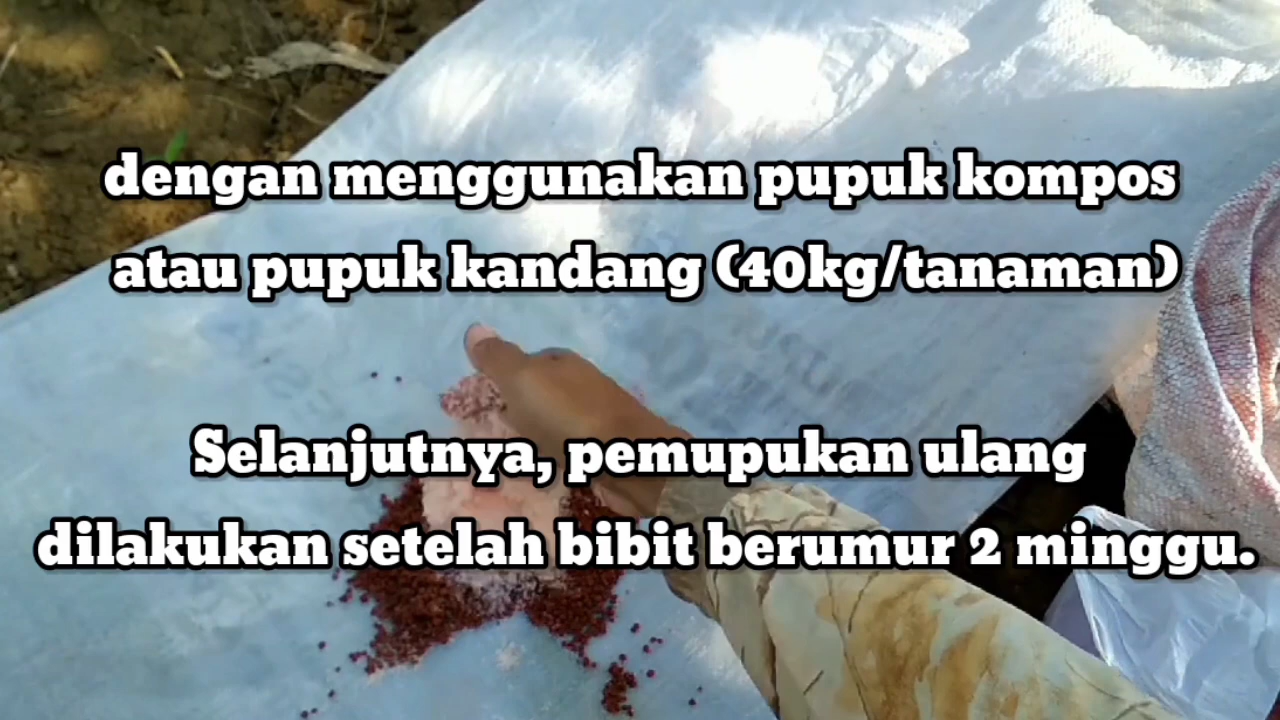 dengan menggunakan pupuk kompos
atau pupuk kandang (40kg/tanaman)
Selanjutnya, pemupukan ulang
dilakukan setelah bibit berumur 2 minggu.